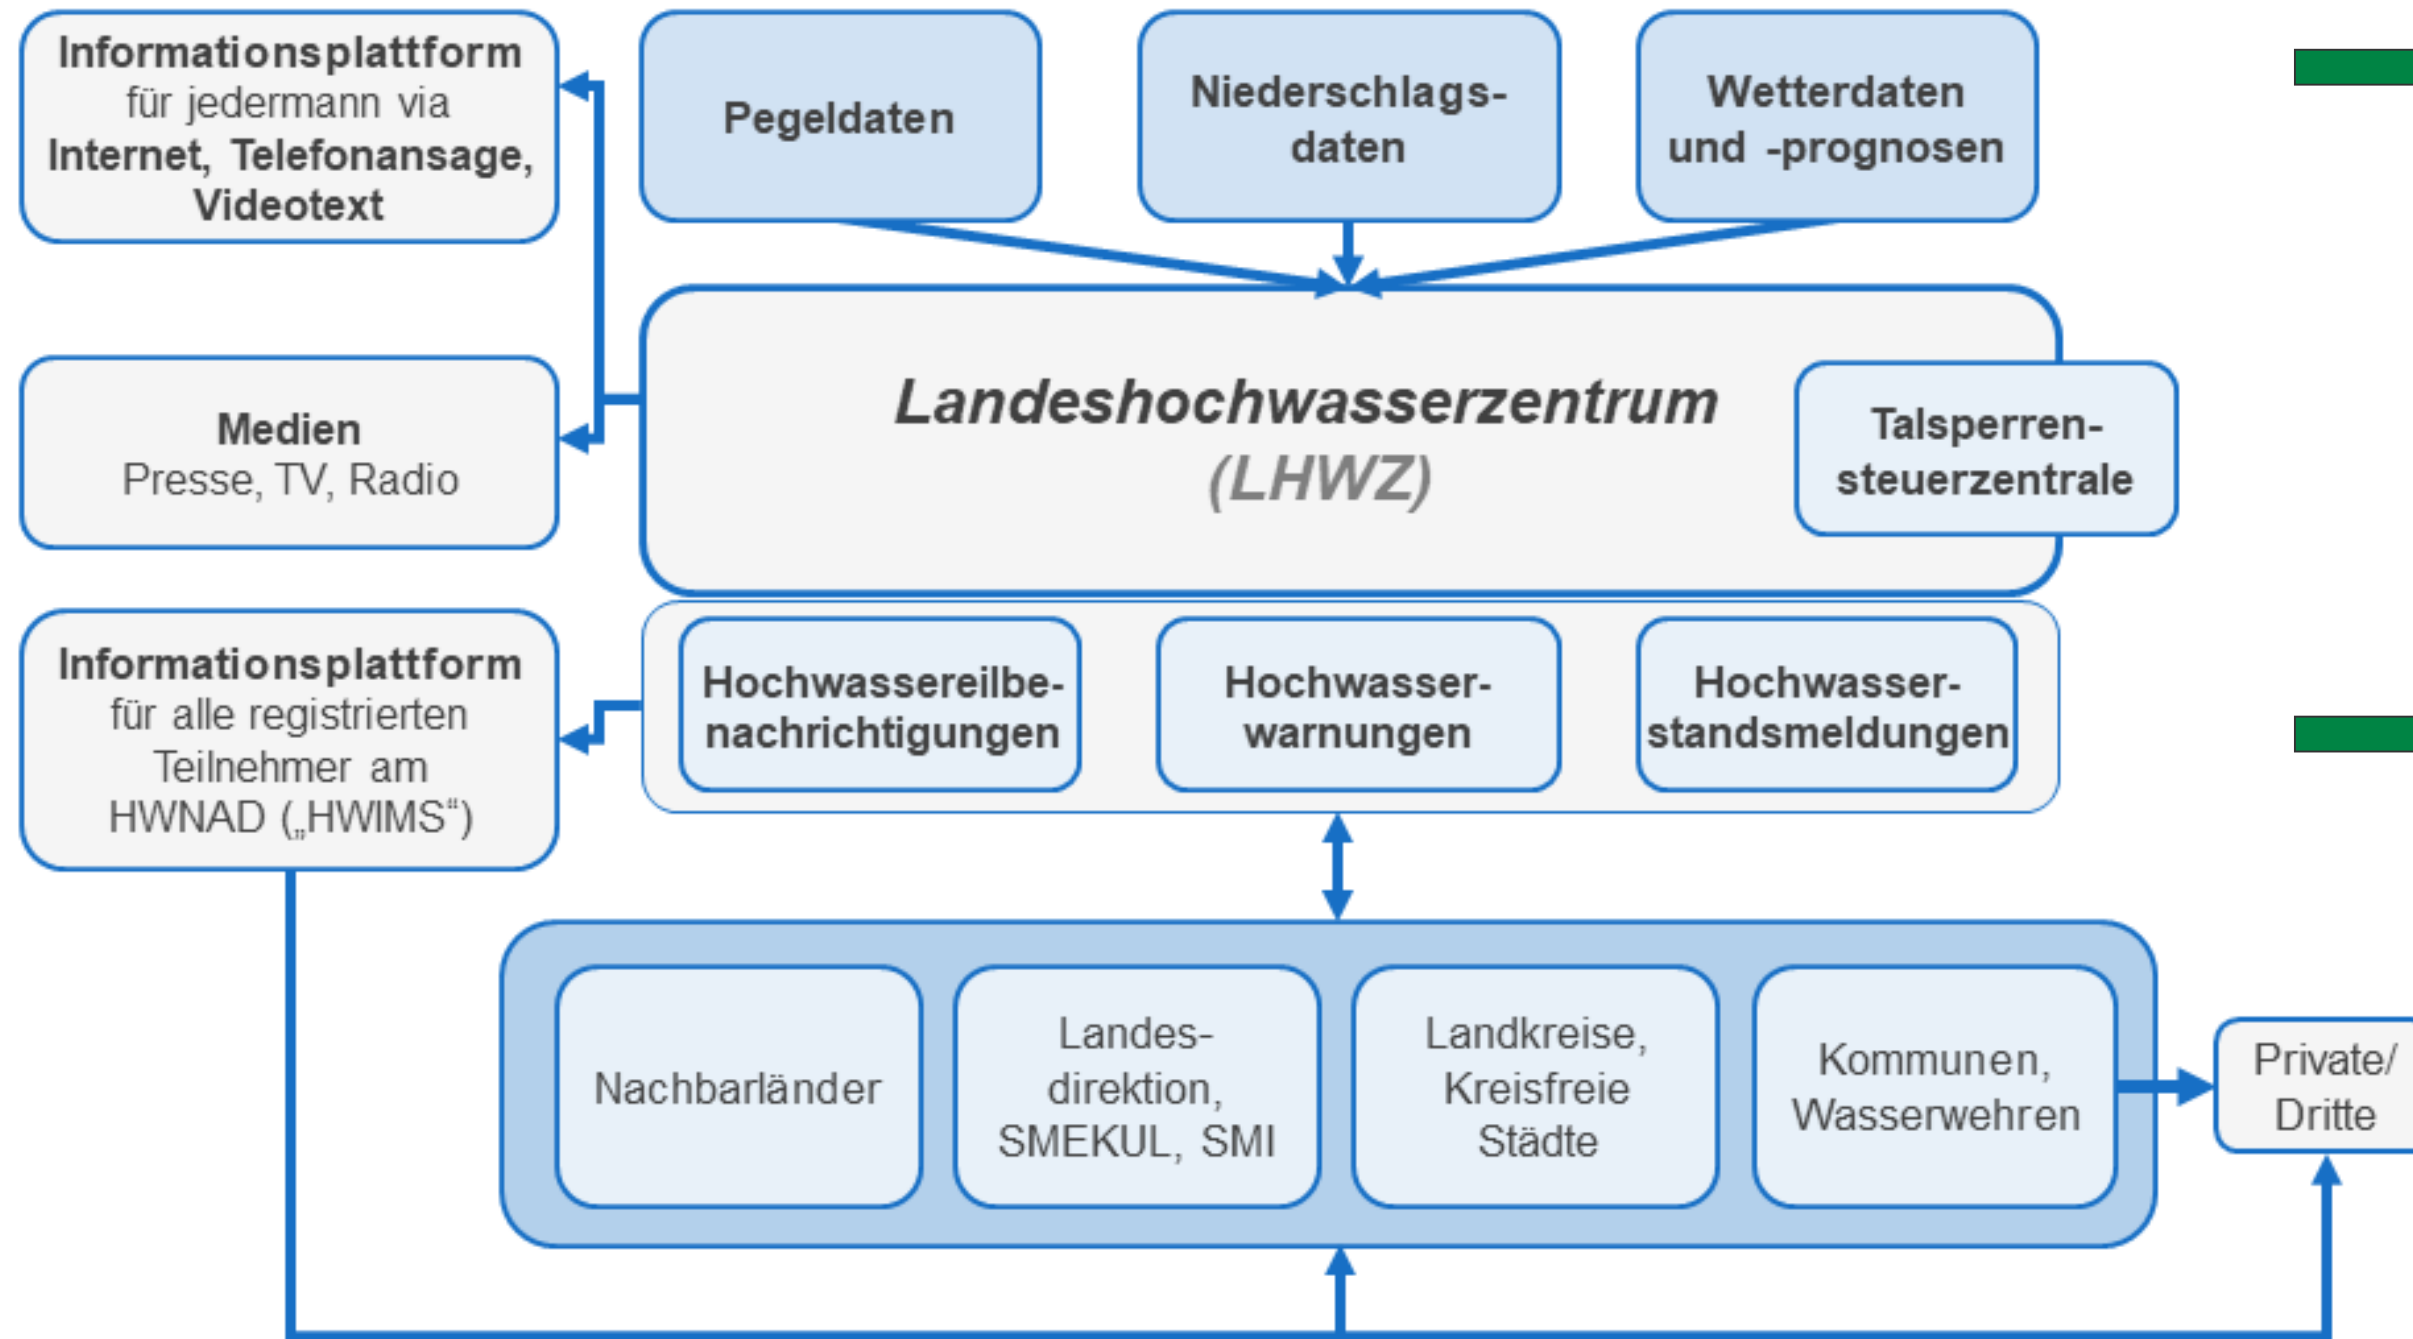 Informationsplattform
für jedermann via
Internet, Telefonansage,
Videotext
Pegeldaten
Niederschlags-
daten
Wetterdaten
und -prognosen
Medien
Presse, TV, Radio
Landeshochwasserzentrum
(LHWZ)
Talsperren-
steuerzentrale
Informationsplattform
für alle registrierten
Teilnehmer am
HWNAD („HWIMS“)
Hochwassereilbe-
nachrichtigungen
Hochwasser-
warnungen
Hochwasser-
standsmeldungen
Nachbarländer
Landes-
direktion,
SMEKUL, SMI
Landkreise,
Kreisfreie
Städte
Kommunen,
Wasserwehren
Private/
Dritte